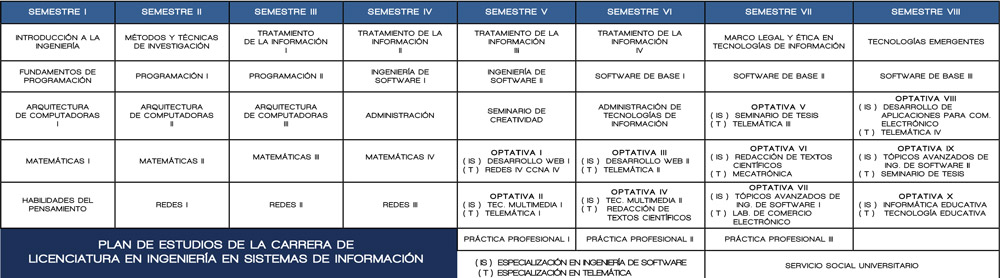 SEMESTRE I
SEMESTRE II
SEMESTRE III
SEMESTRE IV
SEMESTRE V
SEMESTRE VI
SEMESTRE VII
SEMESTRE VIII
INTRODUCCIÓN A LA
INGENIERÍA
MÉTODOS Y TÉCNICAS
DE INVESTIGACIÓN
TRATAMIENTO
DE LA INFORMACIÓN
I
TRATAMIENTO DE LA
INFORMACIÓN
II
TRATAMIENTO DE LA
INFORMACIÓN
III
TRATAMIENTO DE LA
INFORMACIÓN
IV
MARCO LEGAL Y ÉTICA EN
TECNOLOGÍAS DE INFORMACIÓN
TECNOLOGÍAS EMERGENTES
FUNDAMENTOS DE
PROGRAMACIÓN
PROGRAMACIÓN I
PROGRAMACIÓN II
INGENIERÍA DE
SOFTWARE I
INGENIERÍA DE
SOFTWARE II
SOFTWARE DE BASE I
SOFTWARE DE BASE II
SOFTWARE DE BASE III
ARQUITECTURA
DE COMPUTADORAS
I
ARQUITECTURA
DE COMPUTADORAS
II
ARQUITECTURA
DE COMPUTADORAS
III
ADMINISTRACIÓN
SEMINARIO DE
CREATIVIDAD
ADMINISTRACIÓN DE
TECNOLOGÍAS DE
INFORMACIÓN
OPTATIVA V
( IS ) SEMINARIO DE TESIS
( T ) TELEMÁTICA III
OPTATIVA VIII
( IS ) DESARROLLO DE
APLICACIONES PARA COM.
ELECTRÓNICO
( T ) TELEMÁTICA IV
MATEMÁTICAS I
MATEMÁTICAS II
MATEMÁTICAS III
MATEMÁTICAS IV
OPTATIVA I
( IS ) DESARROLLO WEB I
( T ) REDES IV CCNA IV
OPTATIVA III
( IS ) DESARROLLO WEB II
( T ) TELEMÁTICA II
OPTATIVA VI
( IS ) REDACCIÓN DE TEXTOS
CIENTÍFICOS
( T ) MECATRÓNICA
OPTATIVA IX
( IS ) TÓPICOS AVANZADOS DE
ING. DE SOFTWARE II
( T ) SEMINARIO DE TESIS
HABILIDADES DEL
PENSAMIENTO
REDES I
REDES II
REDES III
OPTATIVA II
( IS ) TEC. MULTIMEDIA I
( T ) TELEMÁTICA I
OPTATIVA IV
( IS ) TEC. MULTIMEDIA II
( T ) REDACCIÓN DE
TEXTOS CIENTÍFICOS
OPTATIVA VII
( IS ) TÓPICOS AVANZADOS DE
ING. DE SOFTWARE I
( T ) LAB. DE COMERCIO
ELECTRÓNICO
OPTATIVA X
( IS ) INFORMÁTICA EDUCATIVA
( T ) TECNOLOGÍA EDUCATIVA
PLAN DE ESTUDIOS DE LA CARRERA DE
LICENCIATURA EN INGENIERÍA EN SISTEMAS DE INFORMACIÓN
PRÁCTICA PROFESIONAL I
PRÁCTICA PROFESIONAL II
PRÁCTICA PROFESIONAL III
( IS ) ESPECIALIZACIÓN EN INGENIERÍA DE SOFTWARE
( T ) ESPECIALIZACIÓN EN TELEMÁTICA
SERVICIO SOCIAL UNIVERSITARIO